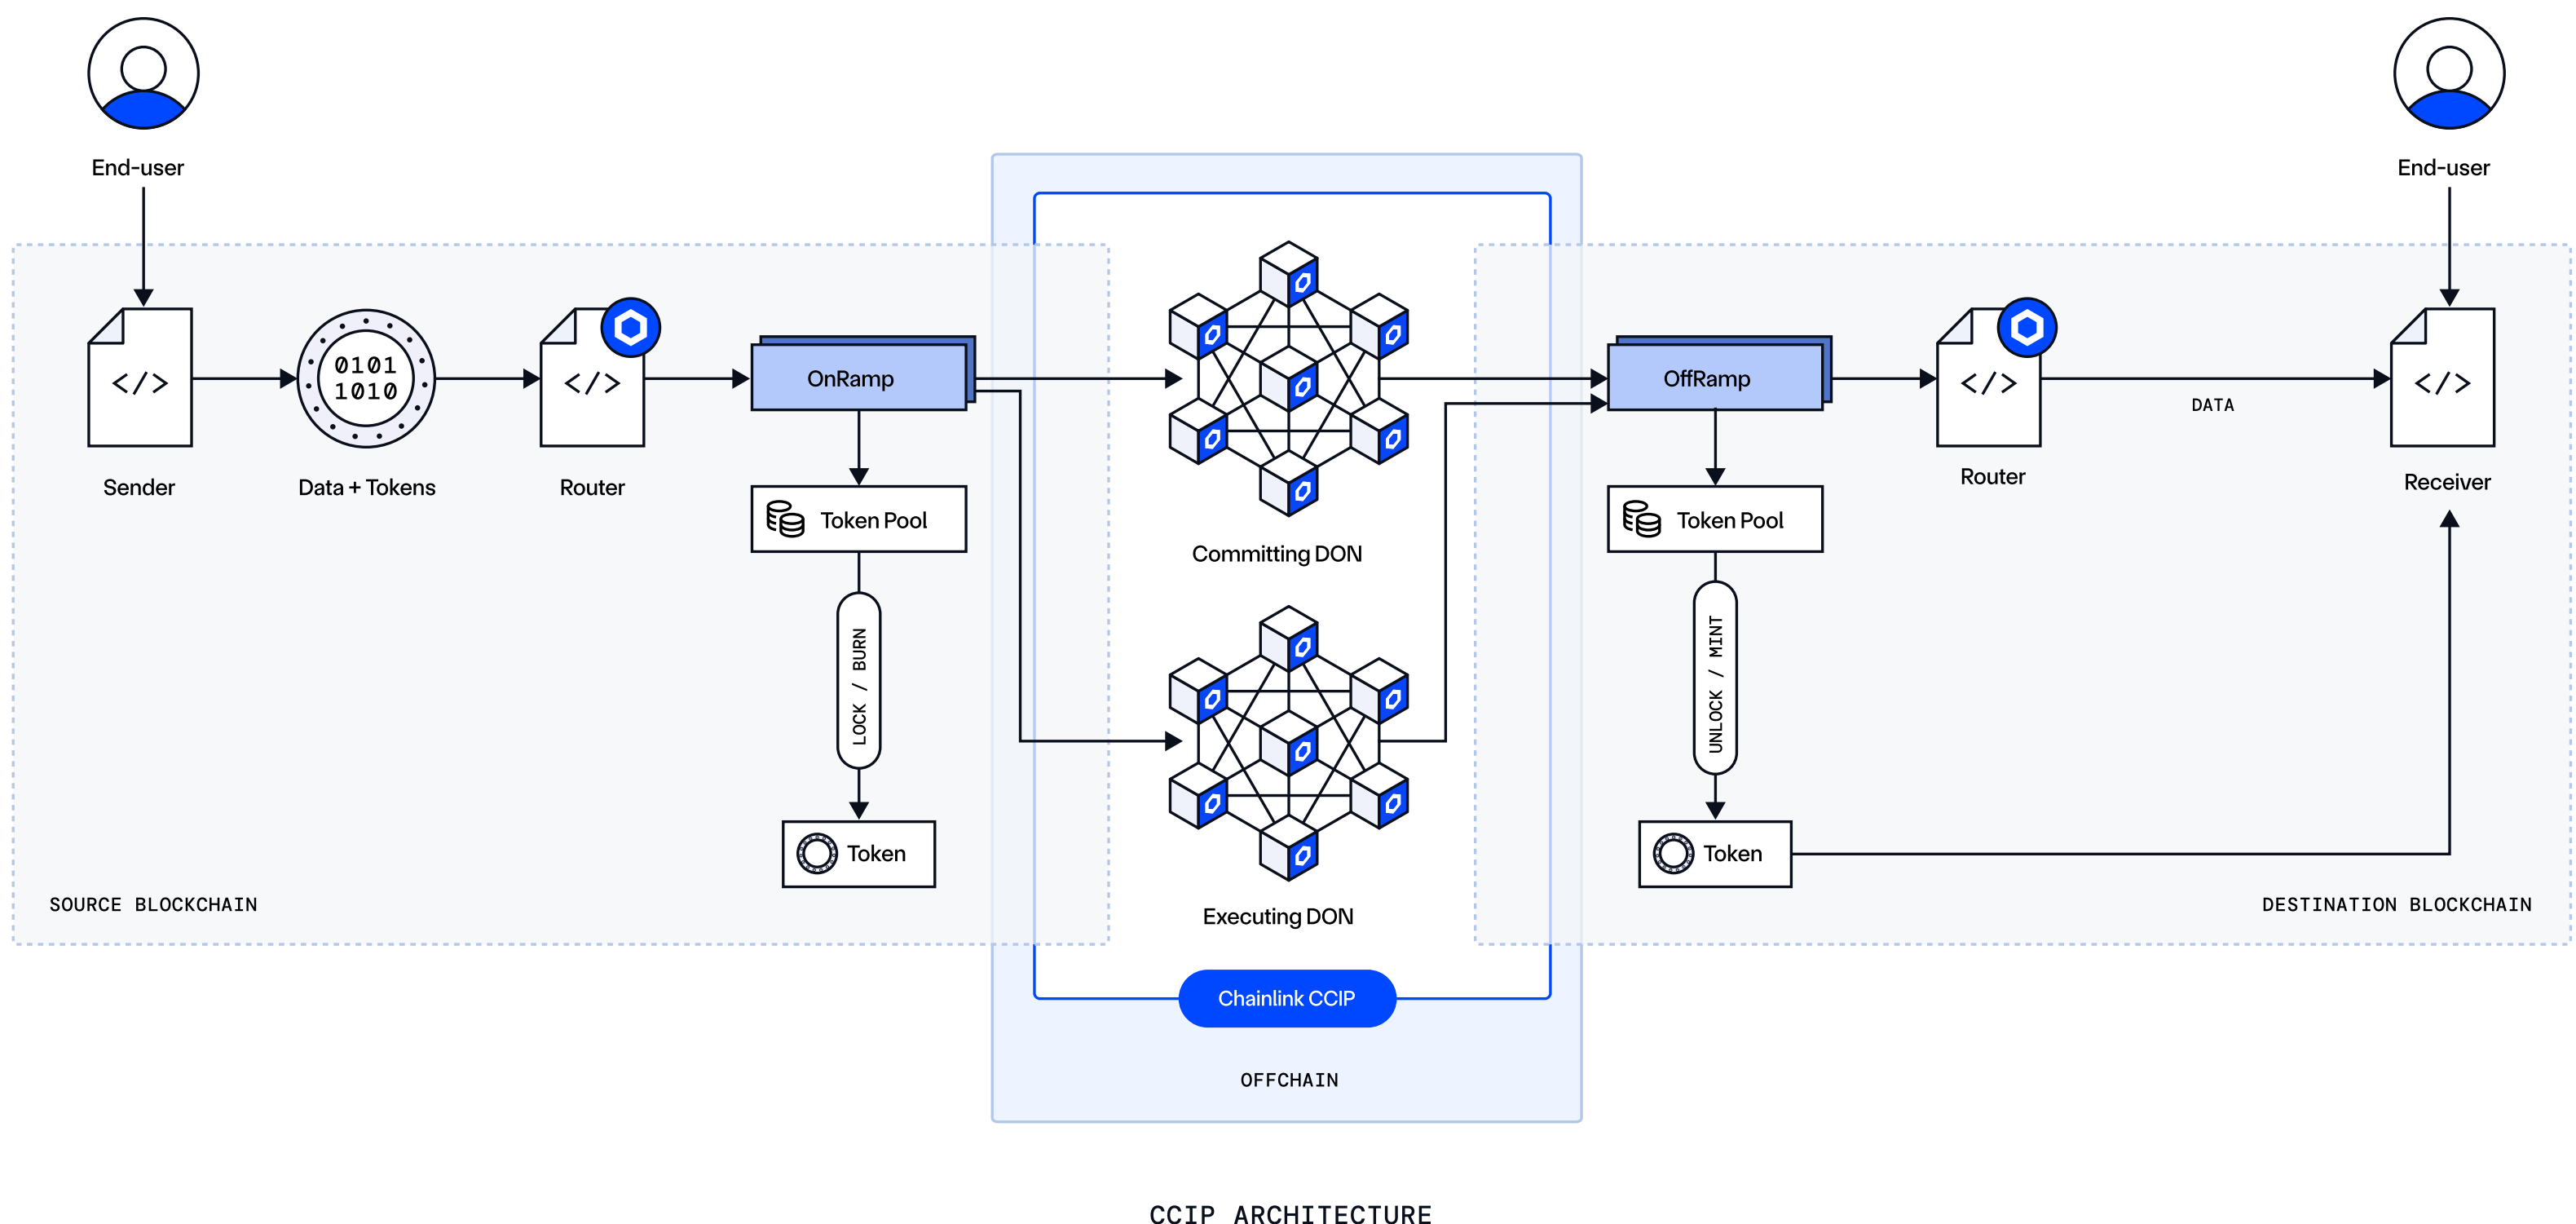 End-user
End-user
</>
Sender
0101
1010
Data + Tokens
</>
Router
OnRamp
Token Pool
LOCK / BURN
Token
SOURCE BLOCKCHAIN
Committing DON
Executing DON
Chainlink CCIP
OFFCHAIN
OffRamp
Token Pool
UNLOCK / MINT
Token
</>
Router
DATA
</>
Receiver
DESTINATION BLOCKCHAIN
CCIP ARCHITECTURE